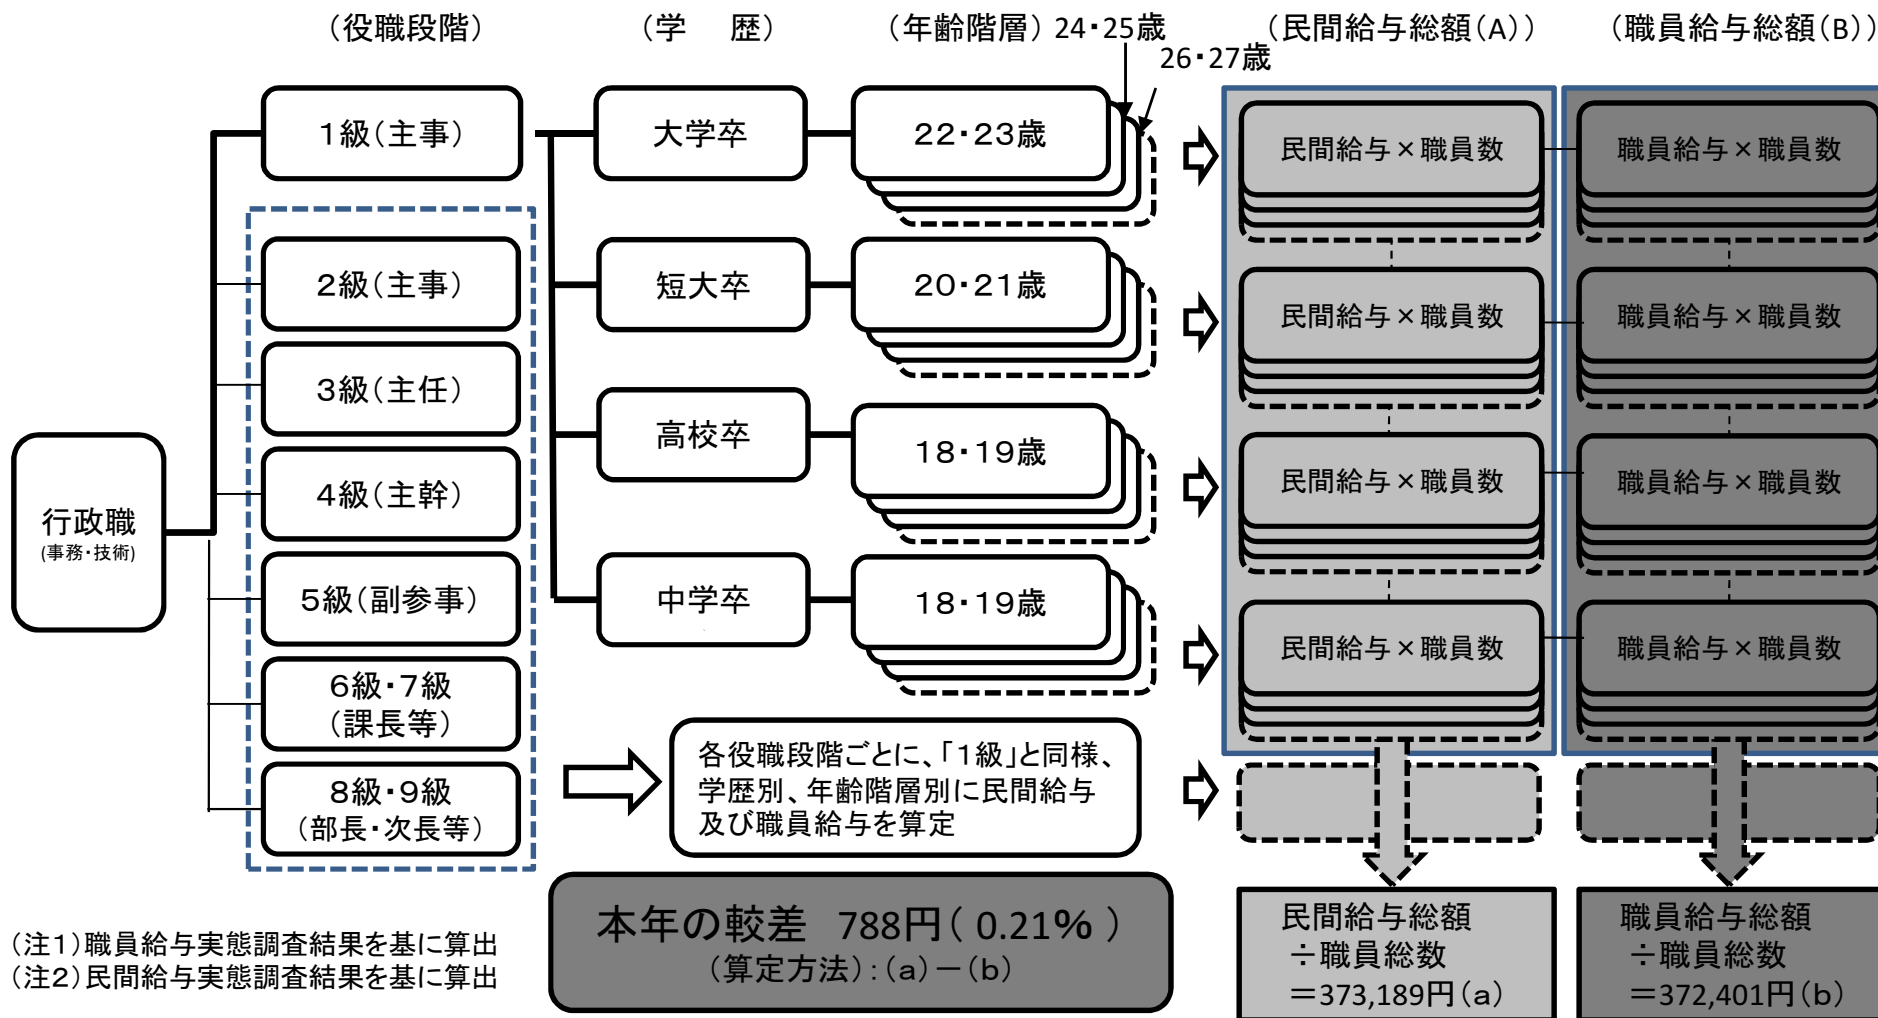 （役職段階）
（学　歴）
（年齢階層）
24・25歳
26・27歳
（民間給与総額(A)）
（職員給与総額(B)）
行政職
(事務・技術)
１級（主事）
２級（主事）
３級（主任）
４級（主幹）
５級（副参事）
６級・７級
（課長等）
８級・９級
（部長・次長等）
大学卒
短大卒
高校卒
中学卒
22・23歳
20・21歳
18・19歳
18・19歳
民間給与×職員数
職員給与×職員数
民間給与×職員数
職員給与×職員数
民間給与×職員数
職員給与×職員数
民間給与×職員数
職員給与×職員数
各役職段階ごとに、「１級」と同様、
学歴別、年齢階層別に民間給与
及び職員給与を算定
本年の較差　788円（ 0.21％ ）
（算定方法）：（ａ）－（ｂ）
民間給与総額
÷職員総数
＝373,189円（ａ）
職員給与総額
÷職員総数
＝372,401円（ｂ）
（注１）職員給与実態調査結果を基に算出
（注２）民間給与実態調査結果を基に算出